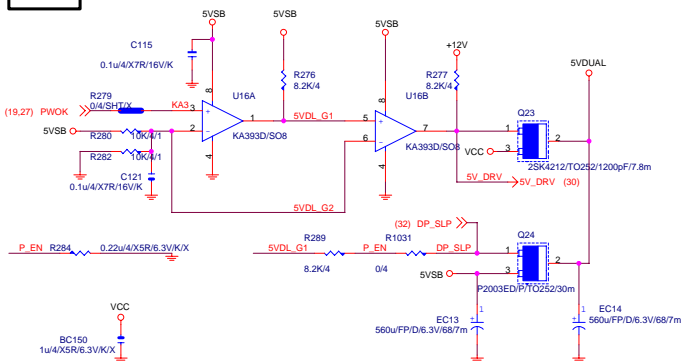 5VSB
5VSB
5VSB
5VDUAL
+12V
C115
0.1u/4/X7R/16V/K
R276
8.2K/4
R277
8.2K/4
U16A
U16B
R279
0/4/SHT/X
(19,27) PWOK
KA3
8
3
+
1
2
-
4
KA393D/SO8
5VDL_G1
8
5
+
7
6
-
4
KA393D/SO8
Q23
1
2
3
VCC
2SK4212/TO252/1200pF/7.8m
5VSB
R280
10K/4/1
R282
10K/4/1
C121
0.1u/4/X7R/16V/K
5V_DRV
5V_DRV (30)
5VDL_G2
(32) DP_SLP
P_EN
R284
0.22u/4/X5R/6.3V/K/X
5VDL_G1
R289
8.2K/4
P_EN
R1031
0/4
DP_SLP
Q24
1
2
3
5VSB
P2003ED/P/TO252/30m
VCC
BC150
1u/4/X5R/6.3V/K/X
EC13
1
+
560u/FP/D/6.3V/68/7m
EC14
1
+
560u/FP/D/6.3V/68/7m